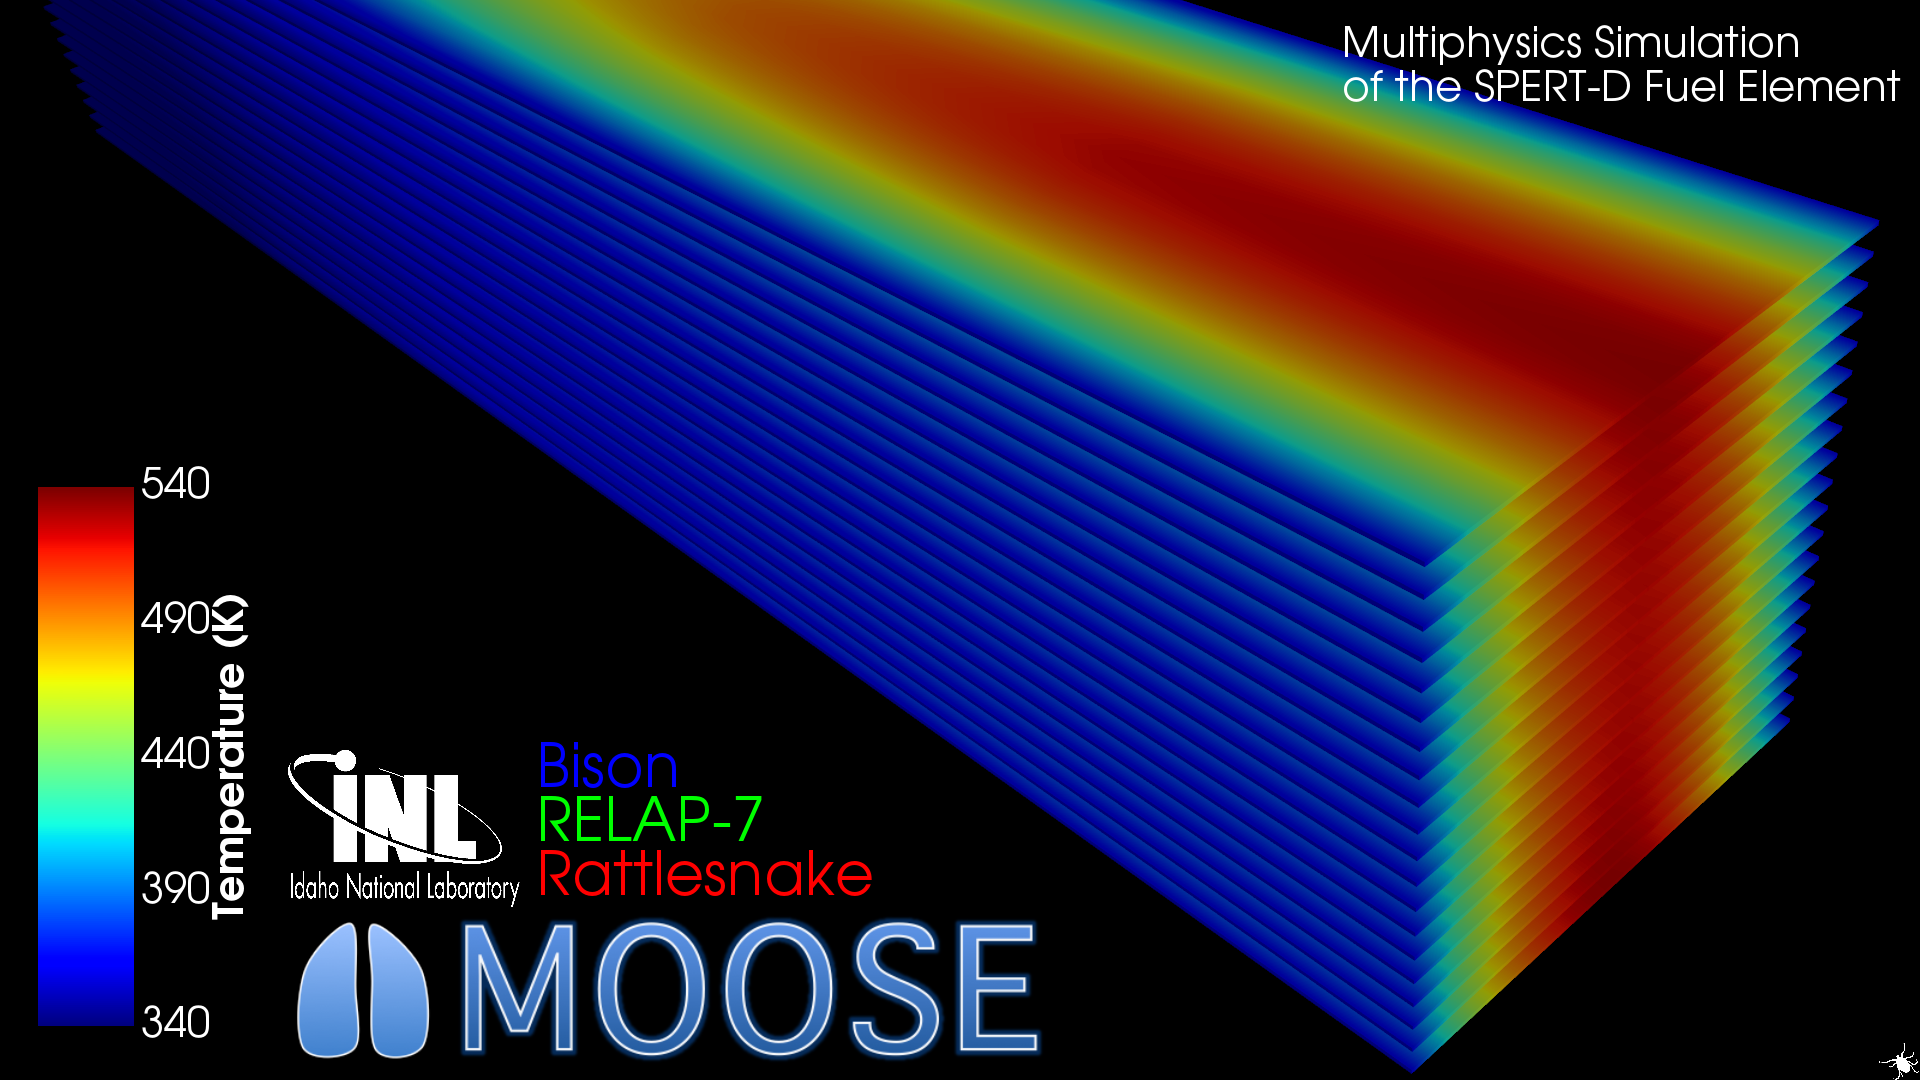 Multiphysics Simulation
of the SPERT-D Fuel Element
540
490
440
390
340
Temperature (K)
INL
Idaho National Laboratory
Bison
RELAP-7
Rattlesnake
MOOSE